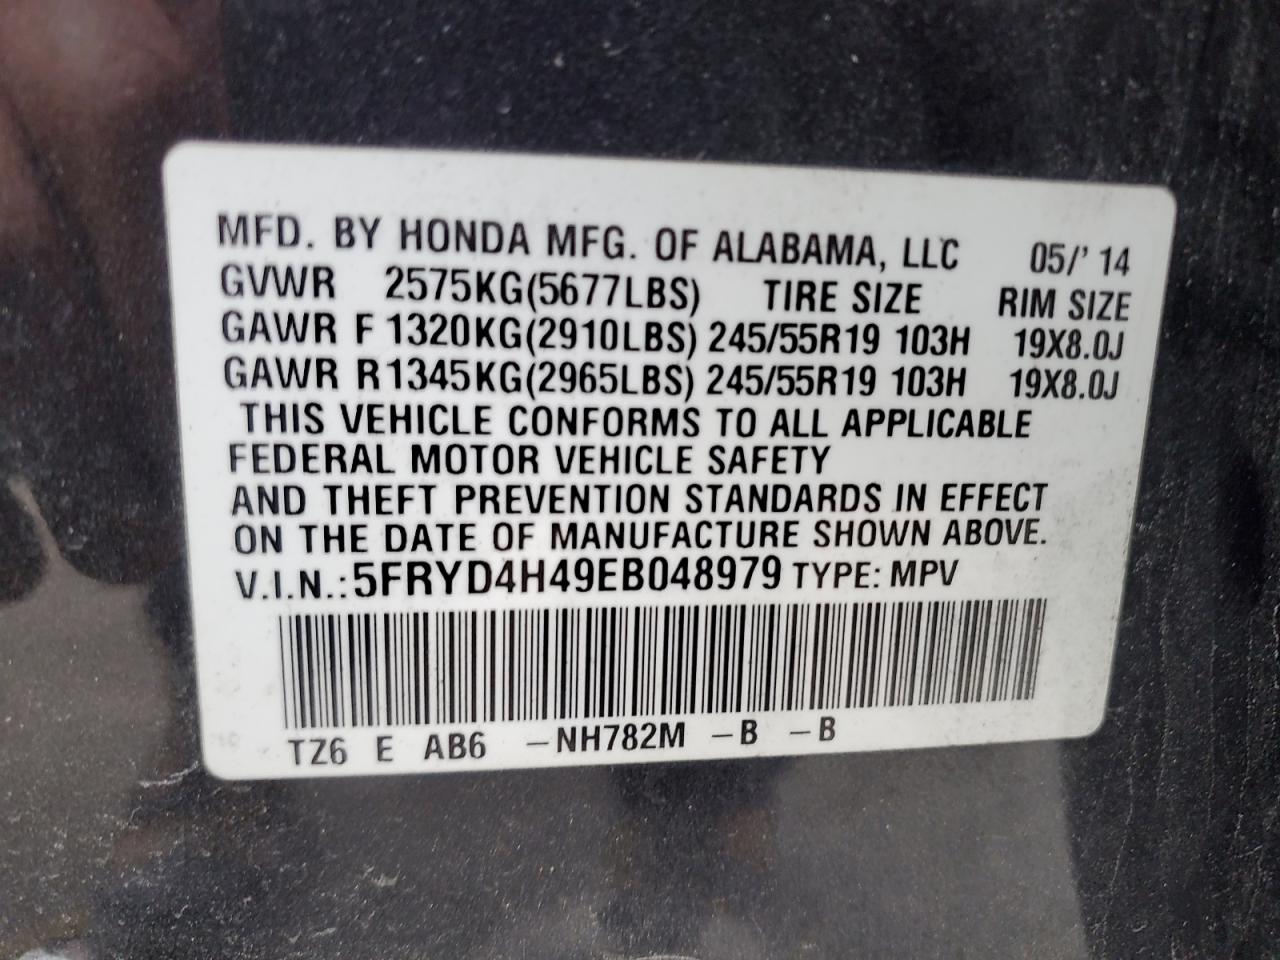 MFD. BY HONDA MFG. OF ALABAMA, LLC 05/' 14
GVWR 2575KG(5677LBS) TIRE SIZE RIM SIZE
GAWR F 1320KG(2910LBS) 245/55R19 103H 19X8.0J
GAWR R 1345KG(2965LBS) 245/55R19 103H 19X8.0J
THIS VEHICLE CONFORMS TO ALL APPLICABLE
FEDERAL MOTOR VEHICLE SAFETY
AND THEFT PREVENTION STANDARDS IN EFFECT
ON THE DATE OF MANUFACTURE SHOWN ABOVE.
V.I.N.: 5FRYD4H49EB048979 TYPE: MPV
TZ6 E AB6 -NH782M -B -B